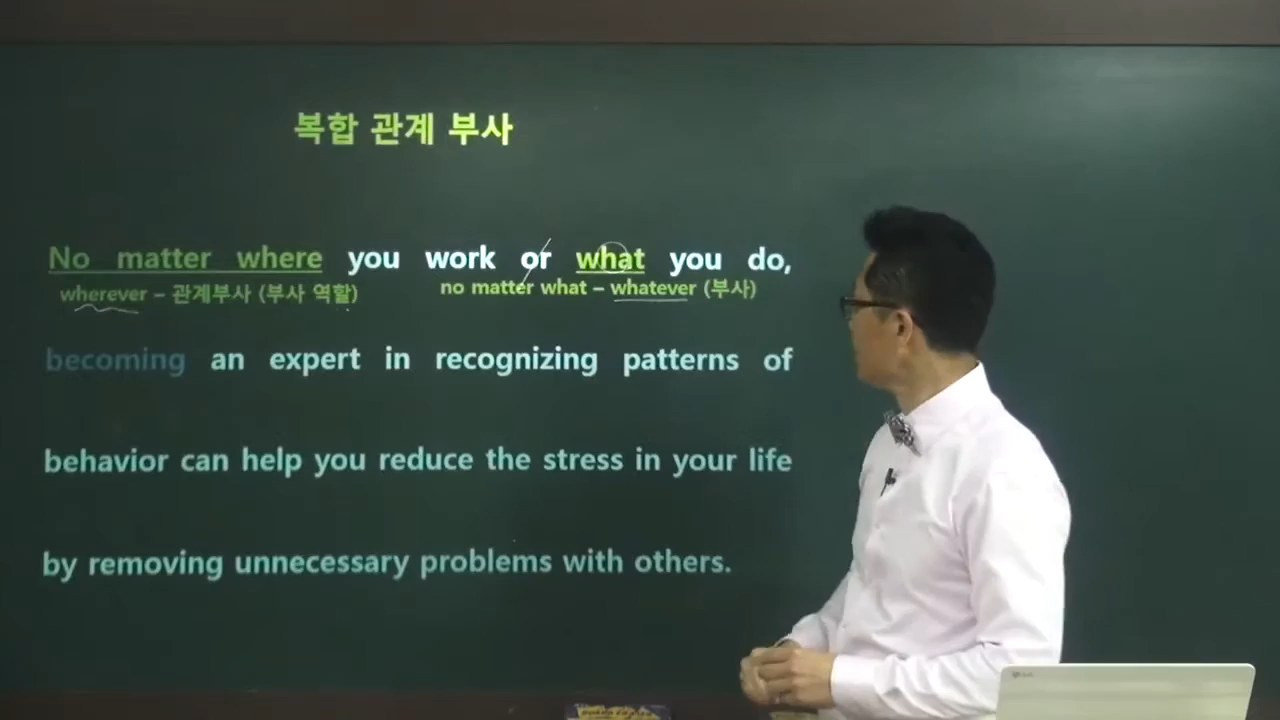 복합 관계 부사
No matter where you work or what you do,
wherever – 관계부사 (부사 역할) no matter what – whatever (부사)
becoming an expert in recognizing patterns of
behavior can help you reduce the stress in your life
by removing unnecessary problems with others.